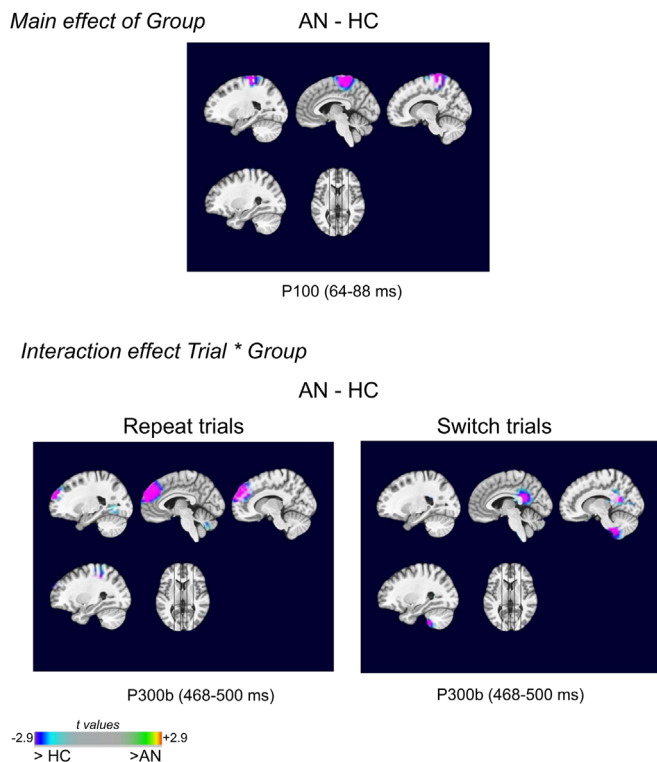 Main effect of Group
AN - HC
P100 (64-88 ms)
Interaction effect Trial * Group
AN - HC
Repeat trials
Switch trials
P300b (468-500 ms)
P300b (468-500 ms)
t values
-2.9
+2.9
> HC
>AN